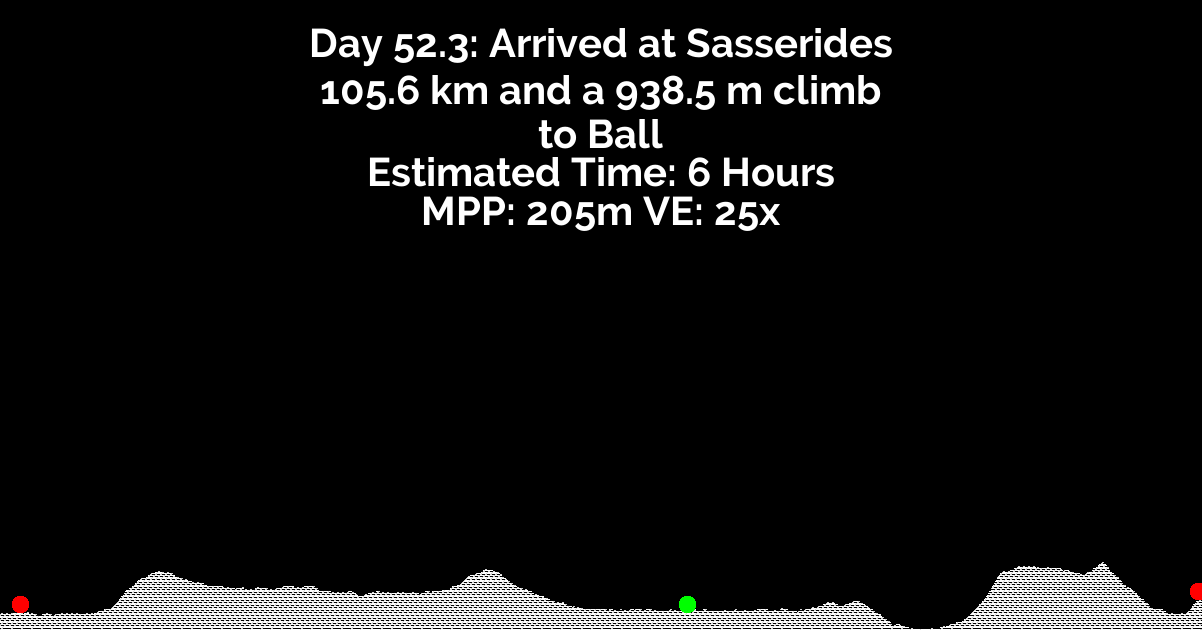 Day 52.3: Arrived at Sasserides
105.6 km and a 938.5 m climb
to Ball
Estimated Time: 6 Hours
MPP: 205m VE: 25x